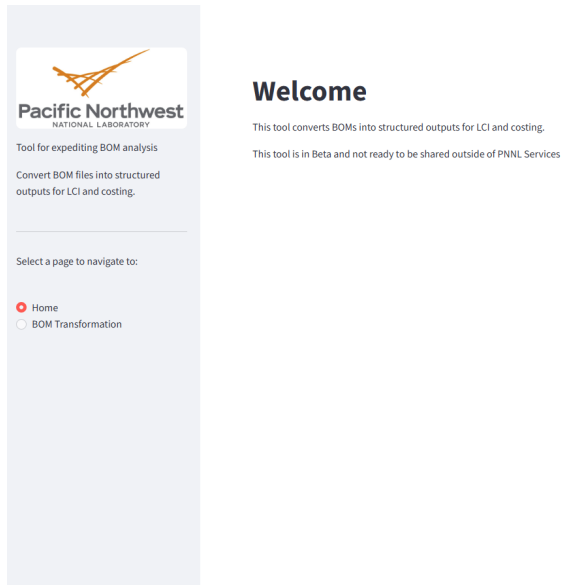 Pacific Northwest
NATIONAL LABORATORY
Tool for expediting BOM analysis
Convert BOM files into structured
outputs for LCI and costing.
Select a page to navigate to:
Home
BOM Transformation
Welcome
This tool converts BOMs into structured outputs for LCI and costing.
This tool is in Beta and not ready to be shared outside of PNNL Services